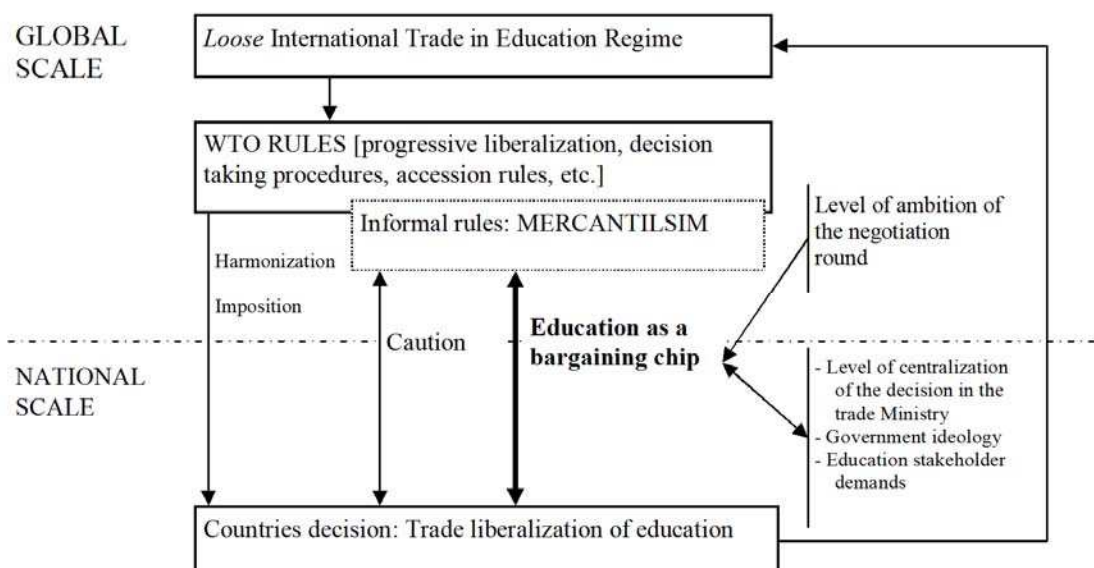 GLOBAL
SCALE
Loose International Trade in Education Regime
WTO RULES [progressive liberalization, decision
taking procedures, accession rules, etc.]
Informal rules: MERCANTILSIM
Harmonization
Imposition
Caution
Education as a
bargaining chip
Level of ambition of
the negotiation
round
NATIONAL
SCALE
- Level of centralization
of the decision in the
trade Ministry
- Government ideology
- Education stakeholder
demands
Countries decision: Trade liberalization of education